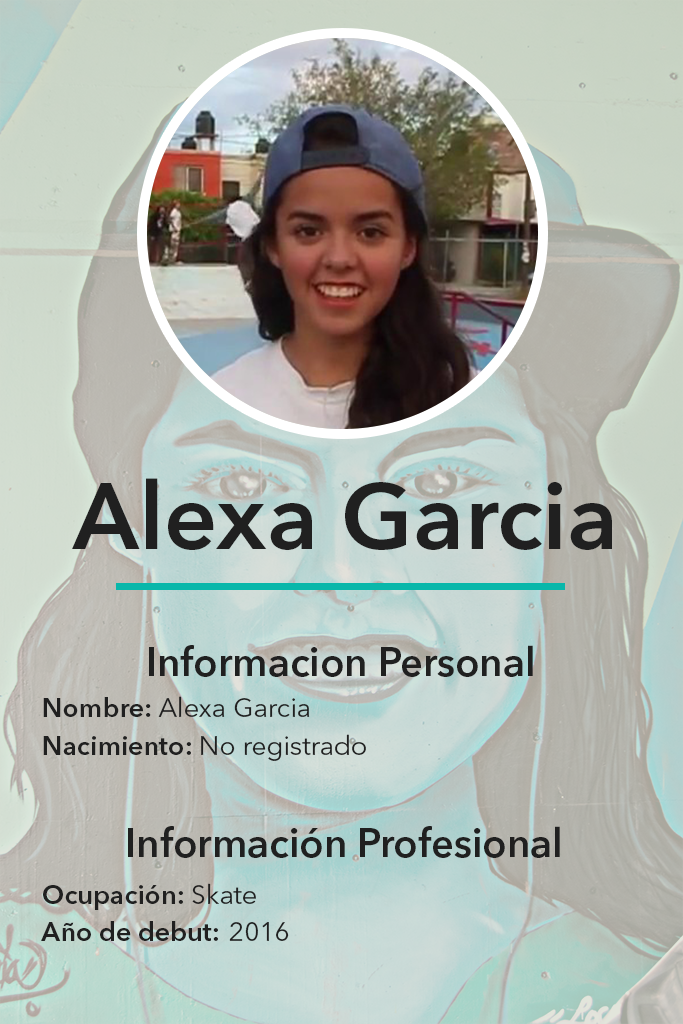 Alexa Garcia
Informacion Personal
Nombre: Alexa Garcia
Nacimiento: No registrado
Información Profesional
Ocupación: Skate
Año de debut: 2016